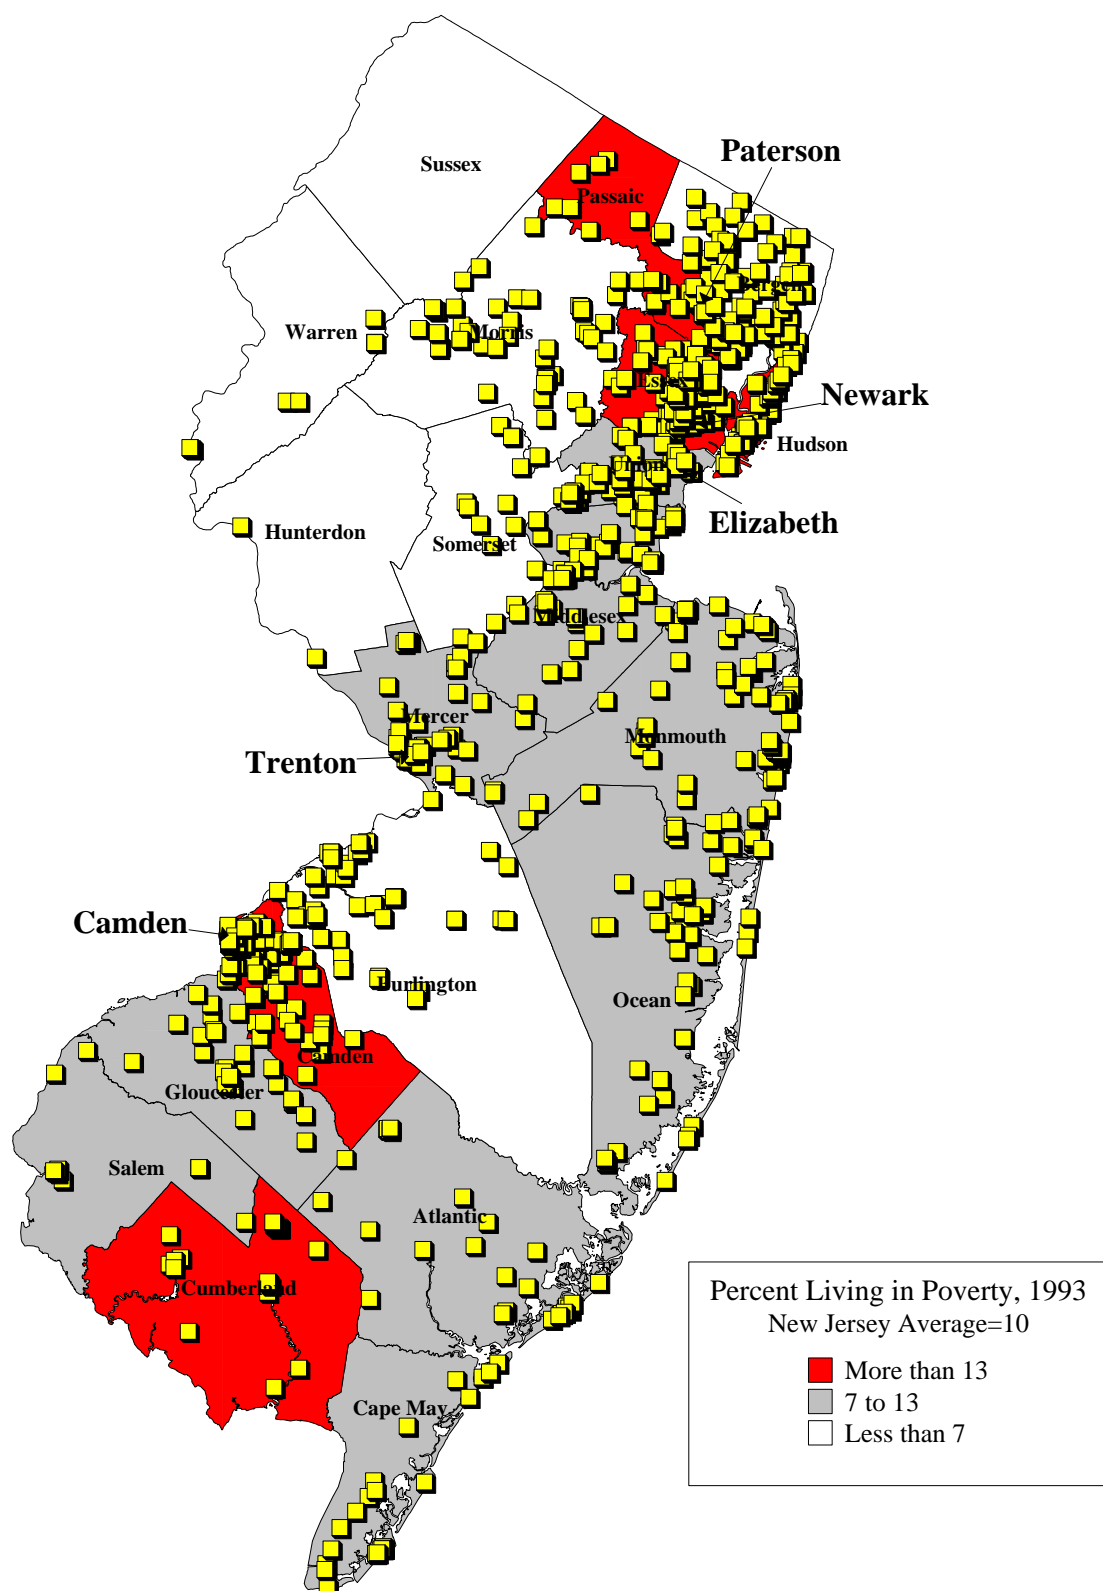 Paterson
Sussex
Passaic
Bergen
Warren
Morris
Essex
Newark
Hudson
Union
Elizabeth
Hunterdon
Somerset
Middlesex
Mercer
Monmouth
Trenton
Camden
Burlington
Ocean
Camden
Gloucester
Salem
Atlantic
Cumberland
Cape May
Percent Living in Poverty, 1993
New Jersey Average=10
More than 13
7 to 13
Less than 7